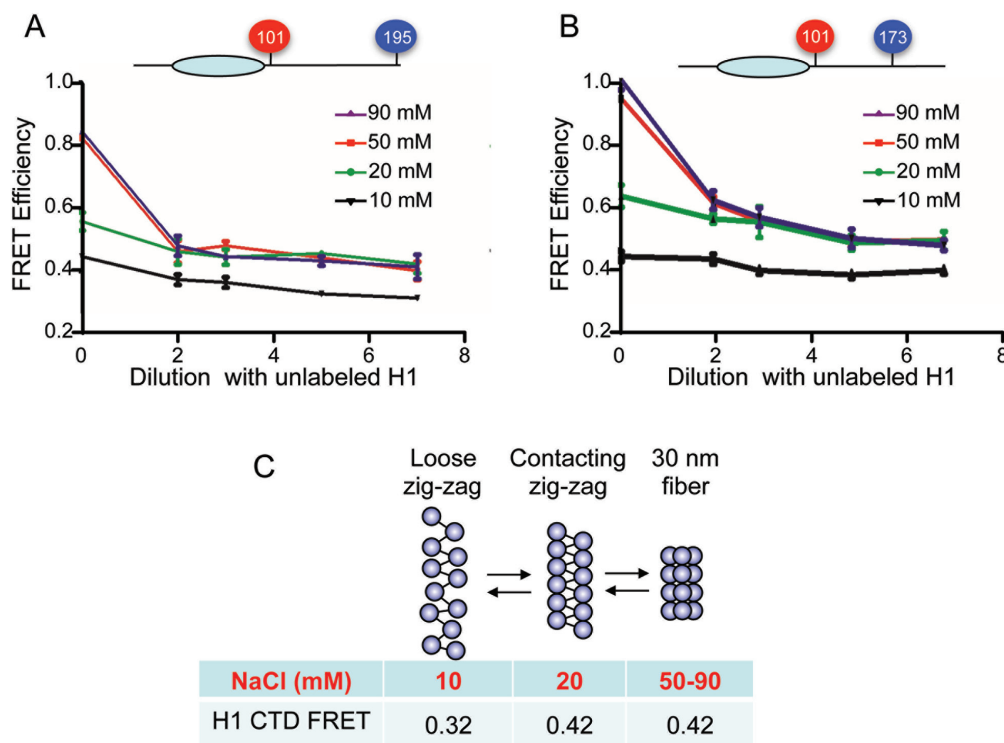 A
101
195
1.0
0.8
0.6
0.4
0.2
FRET Efficiency
90 mM
50 mM
20 mM
10 mM
0
2
4
6
8
Dilution with unlabeled H1
B
101
173
1.0
0.8
0.6
0.4
0.2
FRET Efficiency
90 mM
50 mM
20 mM
10 mM
0
2
4
6
8
Dilution with unlabeled H1
C
Loose zig-zag
Contacting zig-zag
30 nm fiber
NaCl (mM) 10 20 50-90
H1 CTD FRET 0.32 0.42 0.42